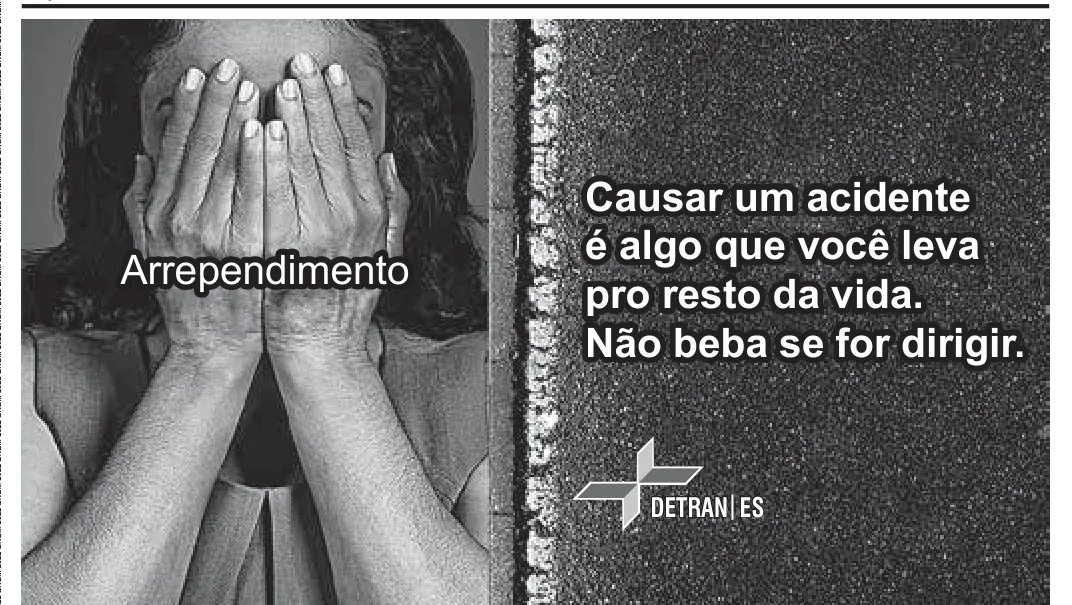 Arrependimento
Causar um acidente
é algo que você leva
pro resto da vida.
Não beba se for dirigir.
DETRAN|ES